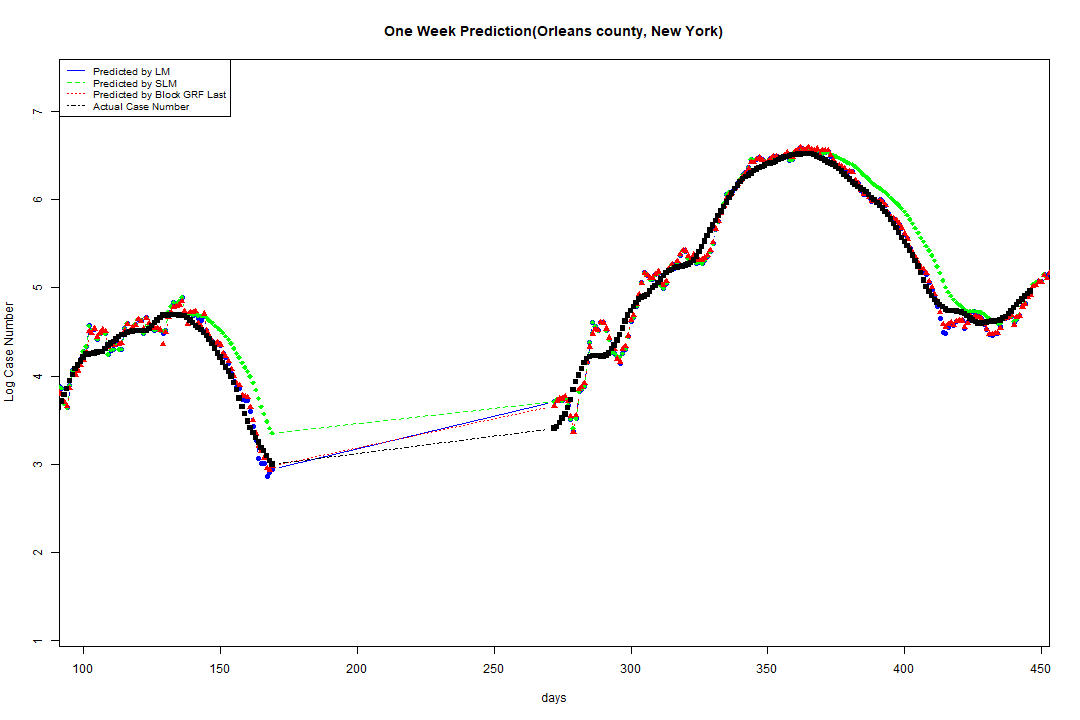 One Week Prediction(Orleans county, New York)
Predicted by LM
Predicted by SLM
Predicted by Block GRF Last
Actual Case Number
7
6
5
4
3
2
1
Log Case Number
100 150 200 250 300 350 400 450
days